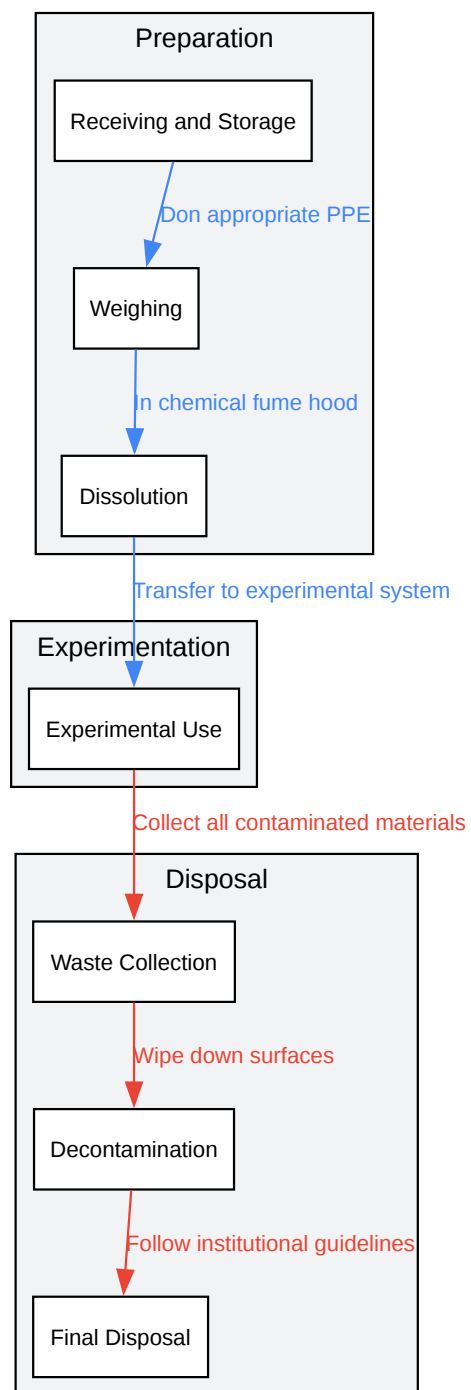 Preparation
Receiving and Storage
Don appropriate PPE
Weighing
In chemical fume hood
Dissolution
Transfer to experimental system
Experimentation
Experimental Use
Collect all contaminated materials
Disposal
Waste Collection
Wipe down surfaces
Decontamination
Follow institutional guidelines
Final Disposal